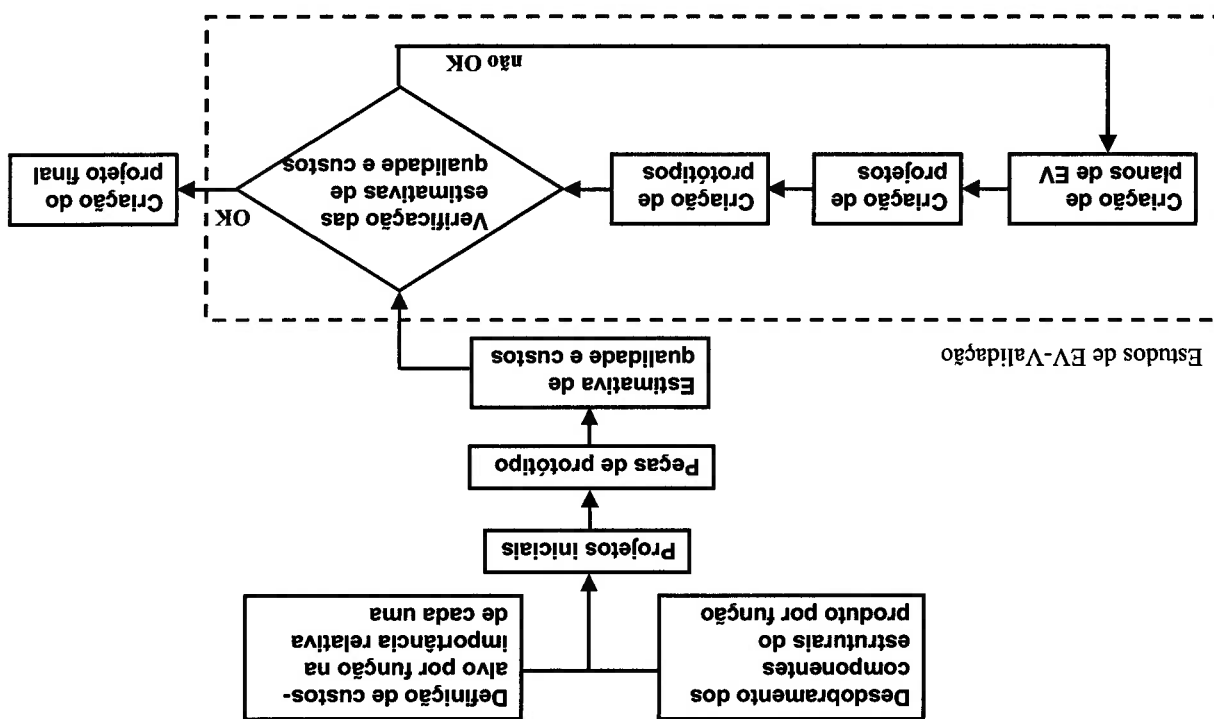 Desdobramento dos
componentes
estruturais do
produto por função
Definição de custos-
alvo por função na
importância relativa
de cada uma
Projetos iniciais
Peças de protótipo
Estimativa de
qualidade e custos
Estudos de EV-Validação
Criação de
planos de EV
Criação de
projetos
Criação de
protótipos
Verificação das
estimativas de
qualidade e custos
OK
Criação do
projeto final
não OK